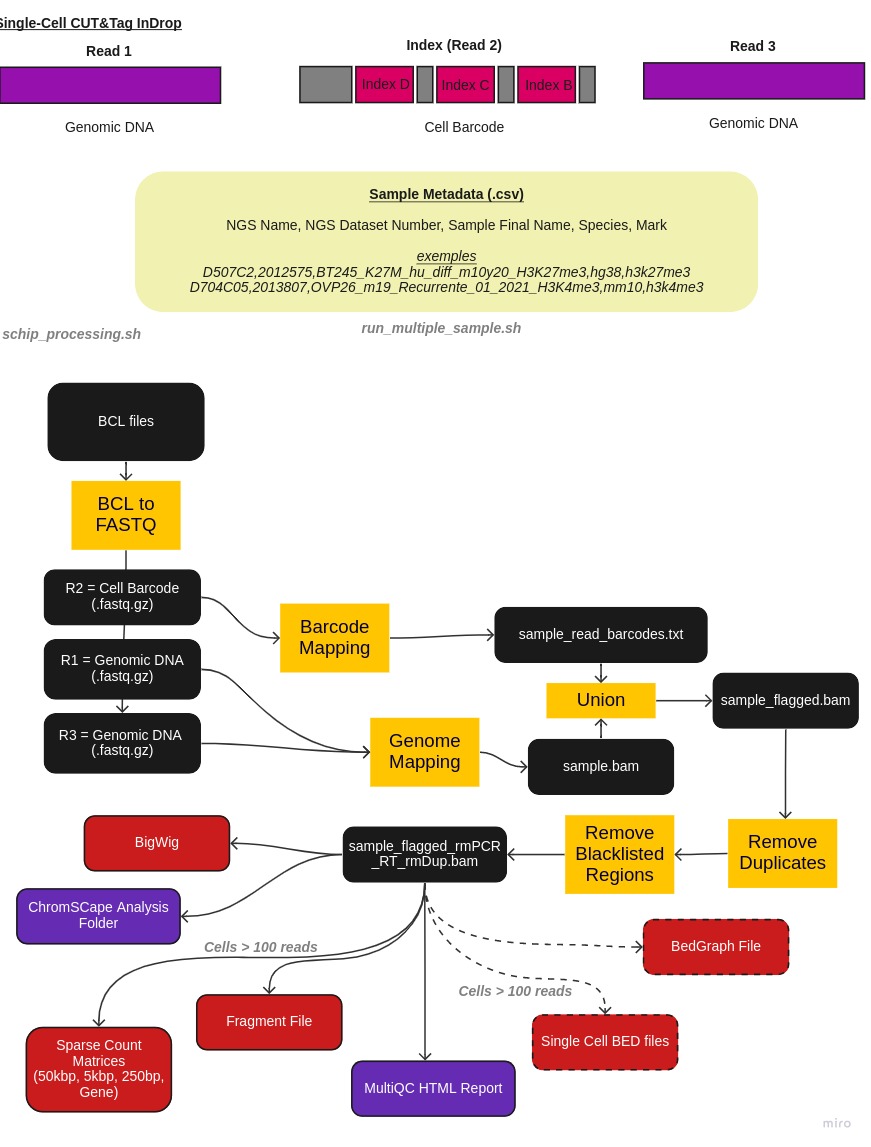 Single-Cell CUT&Tag InDrop
Read 1
Index (Read 2)
Read 3
Index D
Index C
Index B
Genomic DNA
Cell Barcode
Genomic DNA
Sample Metadata (.csv)
NGS Name, NGS Dataset Number, Sample Final Name, Species, Mark
exemples
D507C2,2012575,BT245_K27M_hu_diff_m10y20_H3K27me3,hg38,h3k27me3
D704C05,2013807,OVP26_m19_Recurrente_01_2021_H3K4me3,mm10,h3k4me3
schip_processing.sh
run_multiple_sample.sh
BCL files
BCL to
FASTQ
R2 = Cell Barcode
(.fastq.gz)
R1 = Genomic DNA
(.fastq.gz)
R3 = Genomic DNA
(.fastq.gz)
Barcode
Mapping
sample_read_barcodes.txt
Union
sample_flagged.bam
Genome
Mapping
sample.bam
Remove
Duplicates
Remove
Blacklisted
Regions
sample_flagged_rmPCR
_RT_rmDup.bam
BigWig
ChromSCape Analysis
Folder
Cells > 100 reads
BedGraph File
Cells > 100 reads
Fragment File
Single Cell BED files
Sparse Count
Matrices
(50kbp, 5kbp, 250bp,
Gene)
MultiQC HTML Report
miro